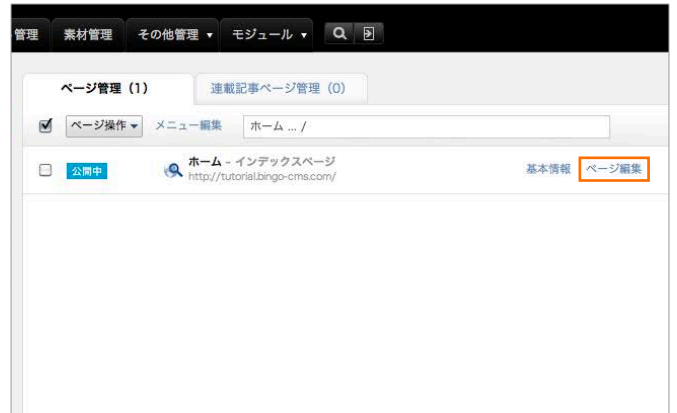 管理 素材管理 その他管理 ▼ モジュール ▼
ページ管理（1） 連載記事ページ管理（0）
ページ操作 ▼ メニュー編集 ホーム ... /
公開中 ホーム - インデックスページ 基本情報 ページ編集
http://tutorial.bingo-cms.com/